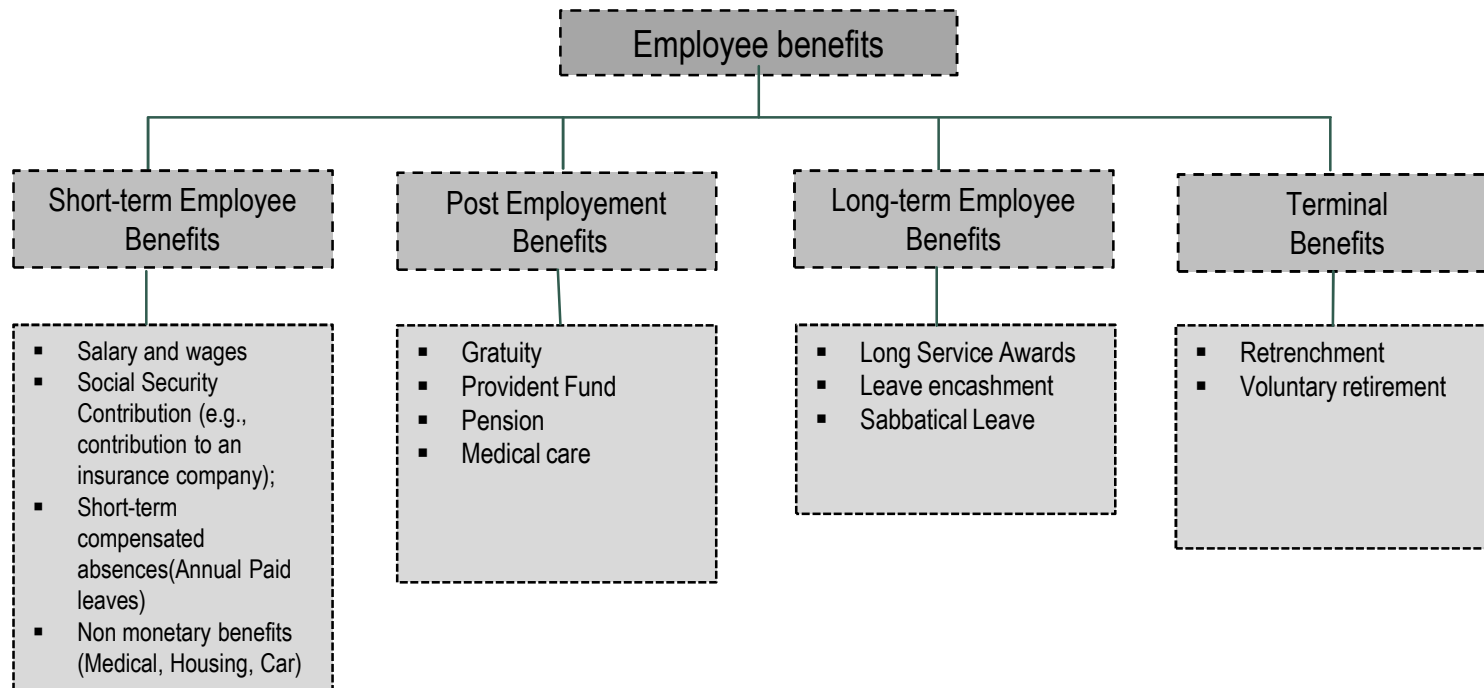 Employee benefits
Short-term Employee
Benefits
Post Employement
Benefits
Long-term Employee
Benefits
Terminal
Benefits
▪ Salary and wages
▪ Social Security
Contribution (e.g.,
contribution to an
insurance company);
▪ Short-term
compensated
absences(Annual Paid
leaves)
▪ Non monetary benefits
(Medical, Housing, Car)
▪ Gratuity
▪ Provident Fund
▪ Pension
▪ Medical care
▪ Long Service Awards
▪ Leave encashment
▪ Sabbatical Leave
▪ Retrenchment
▪ Voluntary retirement